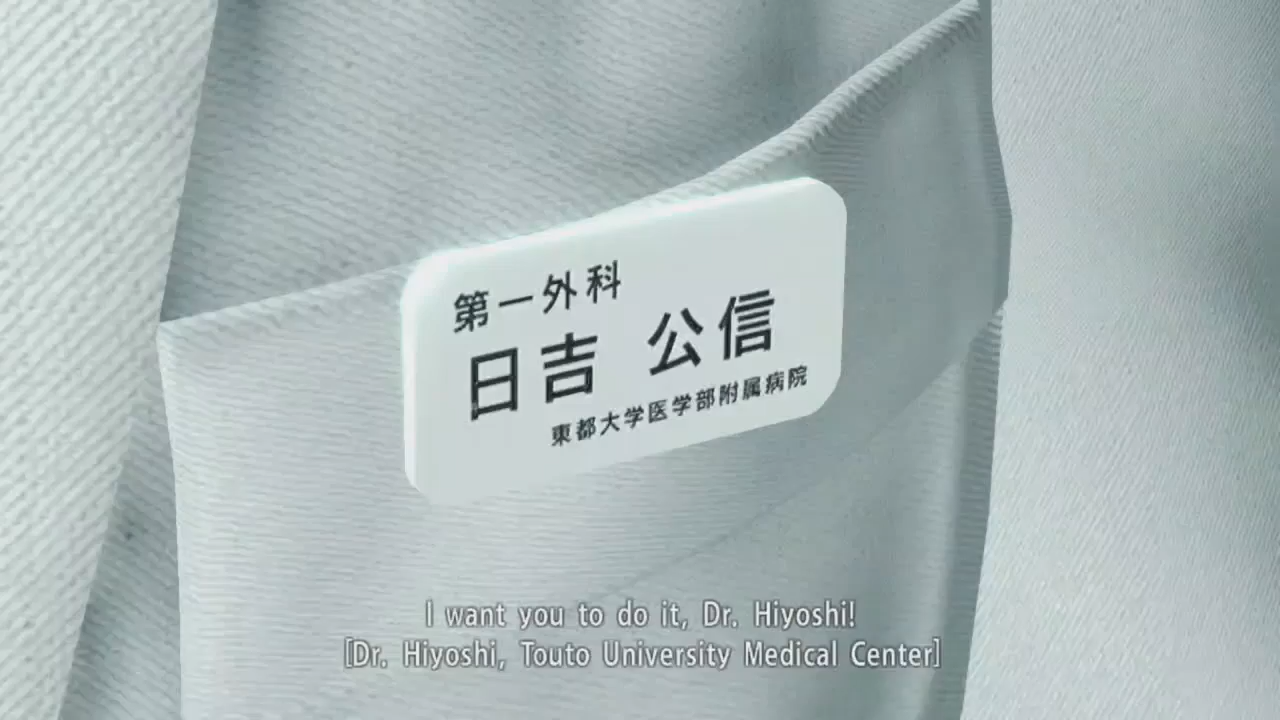 第一外科
日吉 公信
東都大学医学部附属病院
I want you to do it, Dr. Hiyoshi!
[Dr. Hiyoshi, Touto University Medical Center]